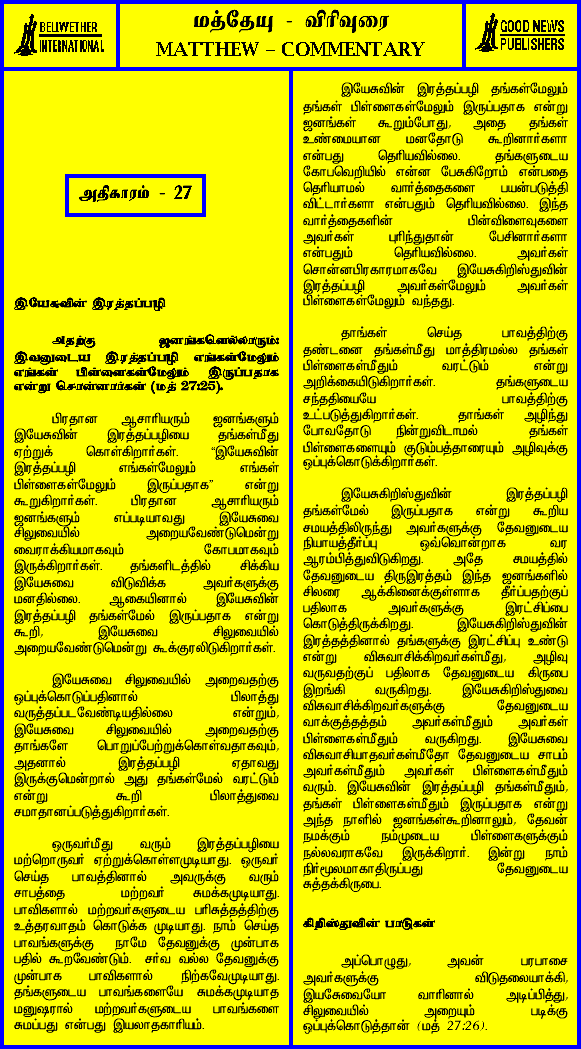 BELLWETHER
INTERNATIONAL
மத்தேயு - விரிவுரை
MATTHEW – COMMENTARY
GOOD NEWS
PUBLISHERS
அதிகாரம் - 27
இயேசுவின் இரத்தப்பழி
அதற்கு ஜனங்களெல்லாரும்:
இவனுடைய இரத்தப்பழி எங்கள்மேலும்
எங்கள் பிள்ளைகள்மேலும் இருப்பதாக
என்று சொன்னார்கள் (மத் 27:25).
பிரதான ஆசாரியரும் ஜனங்களும்
இயேசுவின் இரத்தப்பழியை தங்கள்மீது
ஏற்றுக் கொள்கிறார்கள். “இயேசுவின்
இரத்தப்பழி எங்கள்மேலும் எங்கள்
பிள்ளைகள்மேலும் இருப்பதாக” என்று
கூறுகிறார்கள். பிரதான ஆசாரியரும்
ஜனங்களும் எப்படியாவது இயேசுவை
சிலுவையில் அறையவேண்டுமென்று
வைராக்கியமாகவும் கோபமாகவும்
இருக்கிறார்கள். தங்களிடத்தில் சிக்கிய
இயேசுவை விடுவிக்க அவர்களுக்கு
மனதில்லை. ஆகையினால் இயேசுவின்
இரத்தப்பழி தங்கள்மேல் இருப்பதாக என்று
கூறி, இயேசுவை சிலுவையில்
அறையவேண்டுமென்று கூக்குரலிடுகிறார்கள்.
இயேசுவை சிலுவையில் அறைவதற்கு
ஒப்புக்கொடுப்பதினால் பிலாத்து
வருத்தப்படவேண்டியதில்லை என்றும்,
இயேசுவை சிலுவையில் அறைவதற்கு
தாங்களே பொறுப்பேற்றுக்கொள்வதாகவும்,
அதனால் இரத்தப்பழி ஏதாவது
இருக்குமென்றால் அது தங்கள்மேல் வரட்டும்
என்று கூறி பிலாத்துவை
சமாதானப்படுத்துகிறார்கள்.
ஒருவர்மீது வரும் இரத்தப்பழியை
மற்றொருவர் ஏற்றுக்கொள்ளமுடியாது. ஒருவர்
செய்த பாவத்தினால் அவருக்கு வரும்
சாபத்தை மற்றவர் சுமக்கமுடியாது.
பாவிகளால் மற்றவர்களுடைய பரிசுத்தத்திற்கு
உத்தரவாதம் கொடுக்க முடியாது. நாம் செய்த
பாவங்களுக்கு நாமே தேவனுக்கு முன்பாக
பதில் கூறவேண்டும். சர்வ வல்ல தேவனுக்கு
முன்பாக பாவிகளால் நிற்கவேமுடியாது.
தங்களுடைய பாவங்களையே சுமக்கமுடியாத
மனுஷரால் மற்றவர்களுடைய பாவங்களை
சுமப்பது என்பது இயலாதகாரியம்.
இயேசுவின் இரத்தப்பழி தங்கள்மேலும்
தங்கள் பிள்ளைகள்மேலும் இருப்பதாக என்று
ஜனங்கள் கூறும்போது, அதை தங்கள்
உண்மையான மனதோடு கூறினார்களா
என்பது தெரியவில்லை. தங்களுடைய
கோபவெறியில் என்ன பேசுகிறோம் என்பதை
தெரியாமல் வார்த்தைகளை பயன்படுத்தி
விட்டார்களா என்பதும் தெரியவில்லை. இந்த
வார்த்தைகளின் பின்விளைவுகளை
அவர்கள் புரிந்துதான் பேசினார்களா
என்பதும் தெரியவில்லை. அவர்கள்
சொன்னபிரகாரமாகவே இயேசுகிறிஸ்துவின்
இரத்தப்பழி அவர்கள்மேலும் அவர்கள்
பிள்ளைகள்மேலும் வந்தது.
தாங்கள் செய்த பாவத்திற்கு
தண்டனை தங்கள்மீது மாத்திரமல்ல தங்கள்
பிள்ளைகள்மீதும் வரட்டும் என்று
அறிக்கையிடுகிறார்கள். தங்களுடைய
சந்ததியையே பாவத்திற்கு
உட்படுத்துகிறார்கள். தாங்கள் அழிந்து
போவதோடு நின்றுவிடாமல் தங்கள்
பிள்ளைகளையும் குடும்பத்தாரையும் அழிவுக்கு
ஒப்புக்கொடுக்கிறார்கள்.
இயேசுகிறிஸ்துவின் இரத்தப்பழி
தங்கள்மேல் இருப்பதாக என்று கூறிய
சமயத்திலிருந்து அவர்களுக்கு தேவனுடைய
நியாயத்தீர்ப்பு ஒவ்வொன்றாக வர
ஆரம்பித்துவிடுகிறது. அதே சமயத்தில்
தேவனுடைய திருஇரத்தம் இந்த ஜனங்களில்
சிலரை ஆக்கினைக்குள்ளாக தீர்ப்பதற்குப்
பதிலாக அவர்களுக்கு இரட்சிப்பை
கொடுத்திருக்கிறது. இயேசுகிறிஸ்துவின்
இரத்தத்தினால் தங்களுக்கு இரட்சிப்பு உண்டு
என்று விசுவாசிக்கிறவர்கள்மீது, அழிவு
வருவதற்குப் பதிலாக தேவனுடைய கிருபை
இறங்கி வருகிறது. இயேசுகிறிஸ்துவை
விசுவாசிக்கிறவர்களுக்கு தேவனுடைய
வாக்குத்தத்தம் அவர்கள்மீதும் அவர்கள்
பிள்ளைகள்மீதும் வருகிறது. இயேசுவை
விசுவாசியாதவர்கள்மீதோ தேவனுடைய சாபம்
அவர்கள்மீதும் அவர்கள் பிள்ளைகள்மீதும்
வரும். இயேசுவின் இரத்தப்பழி தங்கள்மீதும்,
தங்கள் பிள்ளைகள்மீதும் இருப்பதாக என்று
அந்த நாளில் ஜனங்கள்கூறினாலும், தேவன்
நமக்கும் நம்முடைய பிள்ளைகளுக்கும்
நல்லவராகவே இருக்கிறார். இன்று நாம்
நிர்மூலமாகாதிருப்பது தேவனுடைய
சுத்தக்கிருபை.
கிறிஸ்துவின் பாடுகள்
அப்பொழுது, அவன் பரபாசை
அவர்களுக்கு விடுதலையாக்கி,
இயகேவையோ வாரினால் அடிப்பித்து,
சிலுவையில் அறையும் படிக்கு
ஒப்புக்கொடுத்தான் (மத் 27:26).